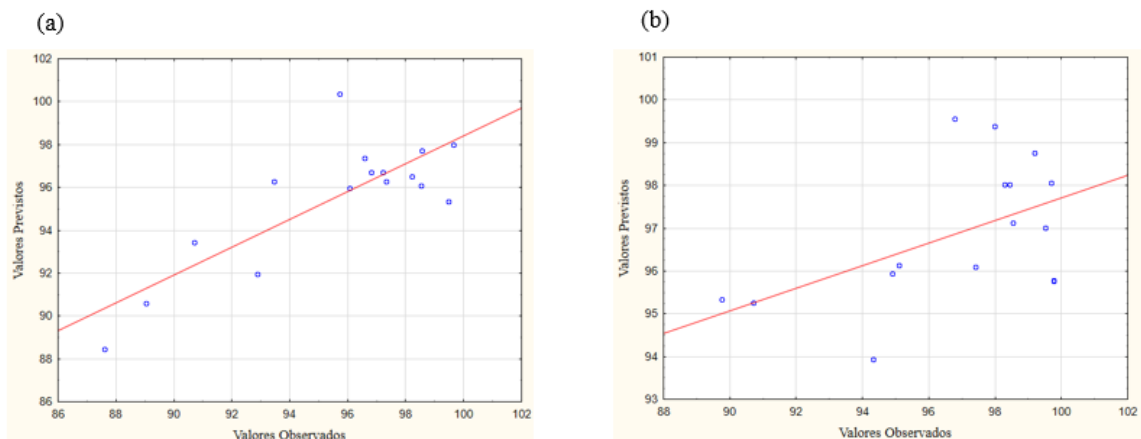 (a)
(b)
102
100
98
96
94
92
90
88
86
Valores Previstos
86 88 90 92 94 96 98 100 102
Valores Observados
101
100
99
98
97
96
95
94
93
Valores Previstos
88 90 92 94 96 98 100 102
Valores Observados